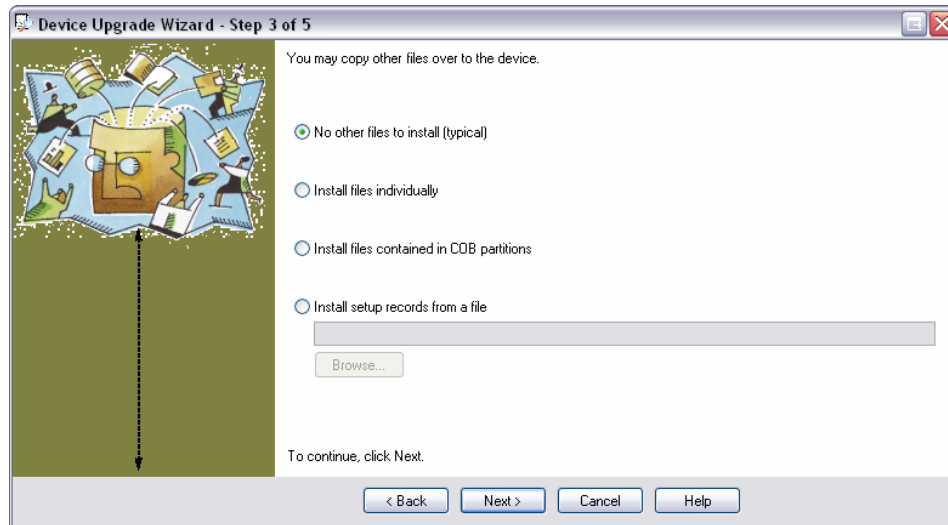 Device Upgrade Wizard - Step 3 of 5
You may copy other files over to the device.
No other files to install (typical)
Install files individually
Install files contained in COB partitions
Install setup records from a file
Browse...
To continue, click Next.
< Back
Next >
Cancel
Help